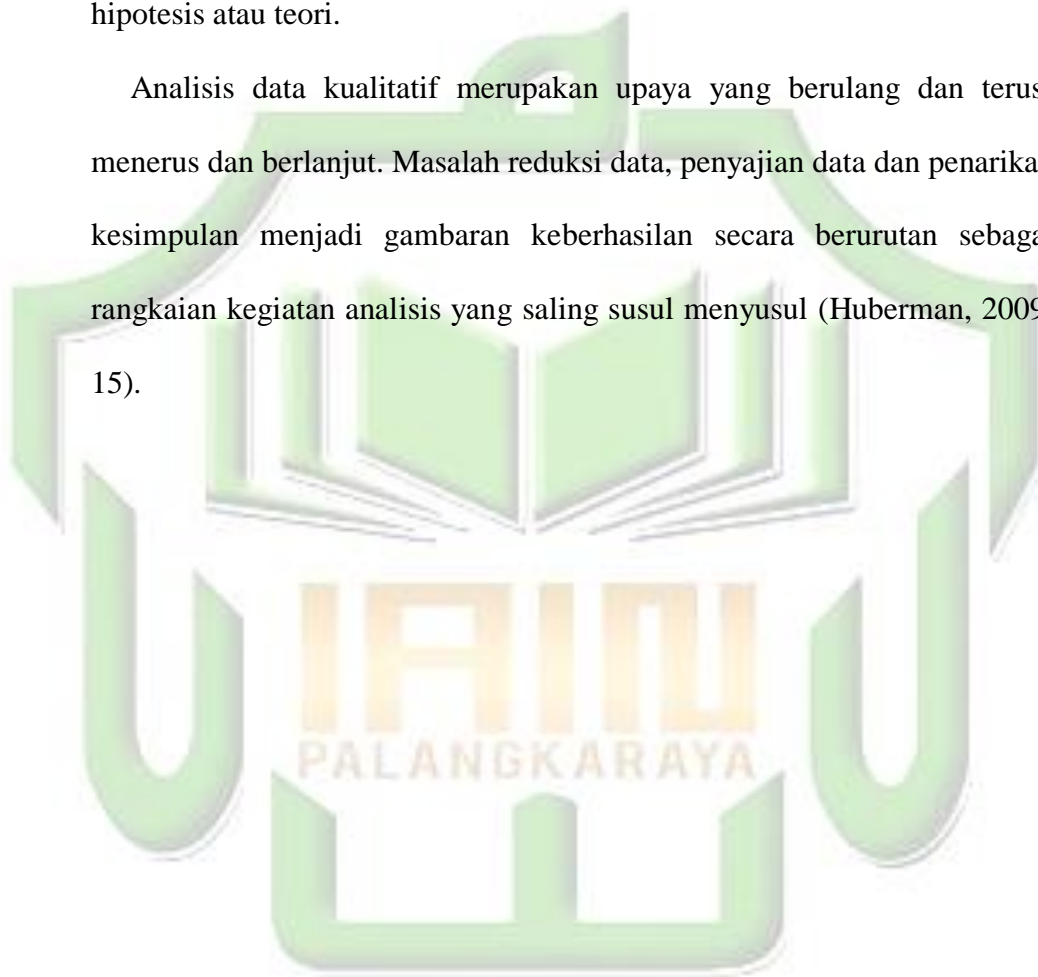 hipotesis atau teori.
Analisis data kualitatif merupakan upaya yang berulang dan terus
menerus dan berlanjut. Masalah reduksi data, penyajian data dan penarika
kesimpulan menjadi gambaran keberhasilan secara berurutan sebaga
rangkaian kegiatan analisis yang saling susul menyusul (Huberman, 2009
15).
IAIN
PALANGKARAYA